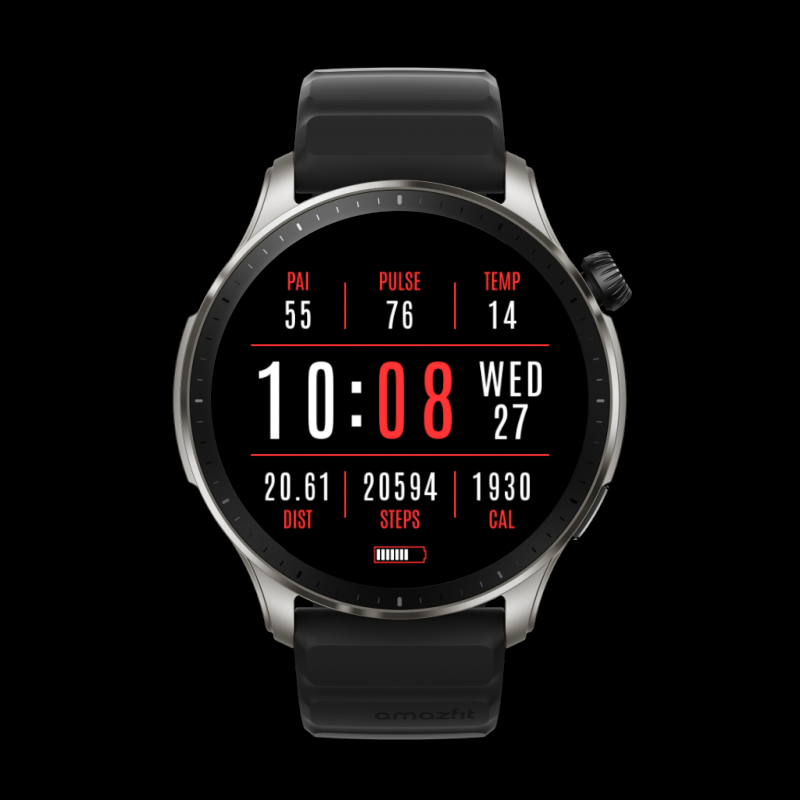 PAI PULSE TEMP
55 76 14
10:08 WED
27
20.61 20594 1930
DIST STEPS CAL
amazfit